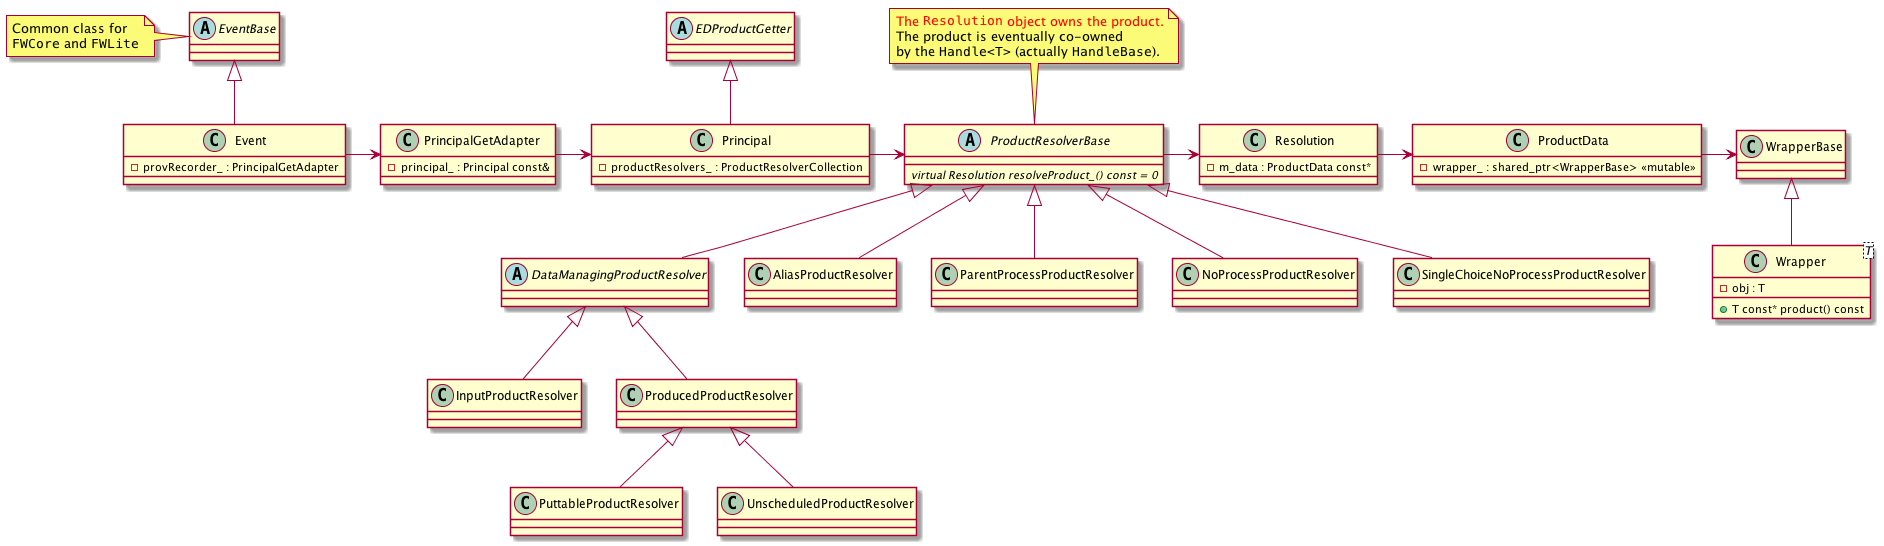 Common class for
FWCore and FWLite
A EventBase
A EDProductGetter
The Resolution object owns the product.
The product is eventually co-owned
by the Handle<T> (actually HandleBase).
C Event
provRecorder_ : PrincipalGetAdapter
C PrincipalGetAdapter
principal_ : Principal const&
C Principal
productResolvers_ : ProductResolverCollection
A ProductResolverBase
virtual Resolution resolveProduct_() const = 0
C Resolution
m_data : ProductData const*
C ProductData
wrapper_ : shared_ptr<WrapperBase> «mutable»
C WrapperBase
A DataManagingProductResolver
C AliasProductResolver
C ParentProcessProductResolver
C NoProcessProductResolver
C SingleChoiceNoProcessProductResolver
C Wrapper
T
obj : T
T const* product() const
C InputProductResolver
C ProducedProductResolver
C PuttableProductResolver
C UnscheduledProductResolver